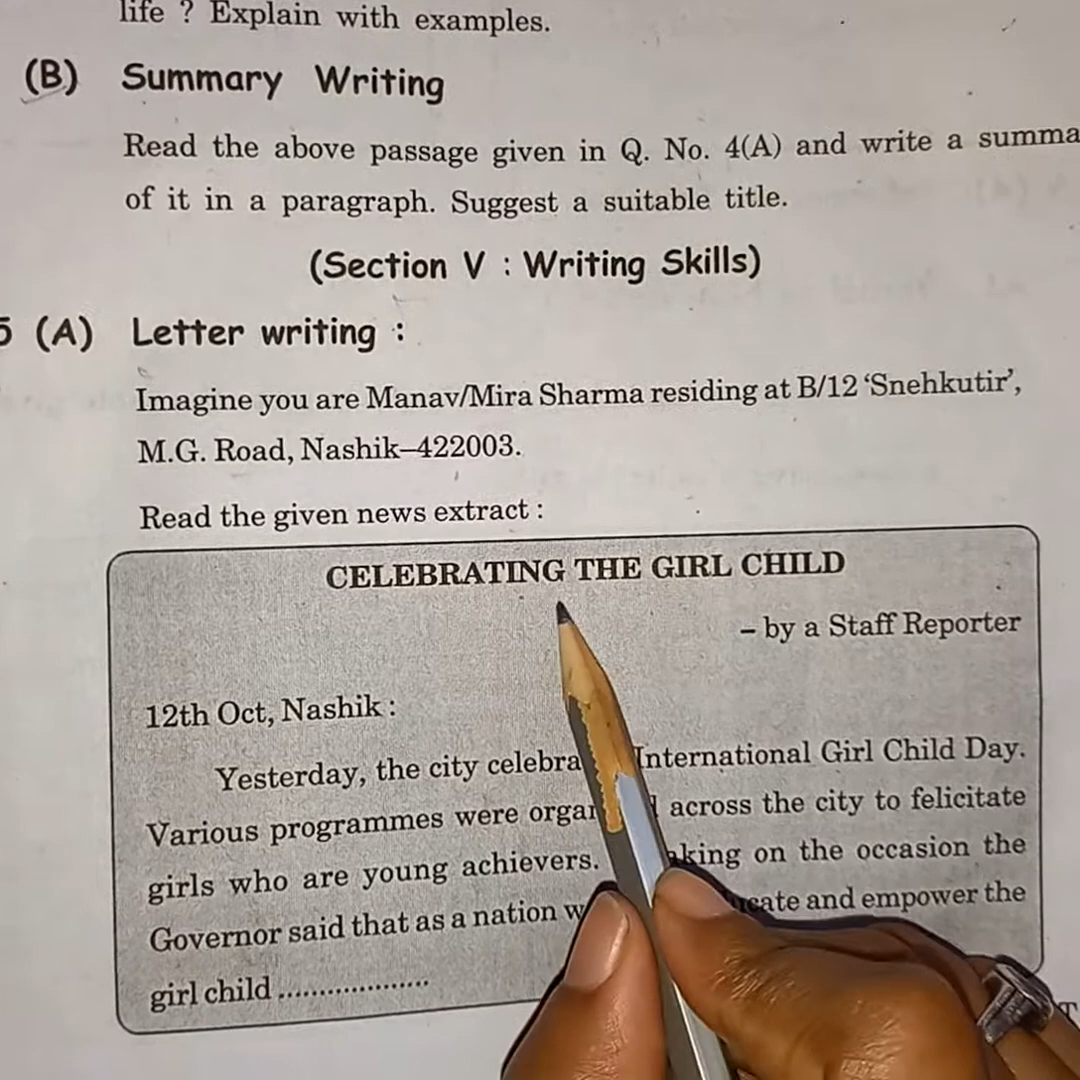 life ? Explain with examples.
(B) Summary Writing
Read the above passage given in Q. No. 4(A) and write a summa
of it in a paragraph. Suggest a suitable title.
(Section V : Writing Skills)
5 (A) Letter writing :
Imagine you are Manav/Mira Sharma residing at B/12 ‘Snehkutir’,
M.G. Road, Nashik–422003.
Read the given news extract :
CELEBRATING THE GIRL CHILD
– by a Staff Reporter
12th Oct, Nashik :
Yesterday, the city celebra International Girl Child Day.
Various programmes were organ across the city to felicitate
girls who are young achievers. aking on the occasion the
Governor said that as a nation w cate and empower the
girl child ...................